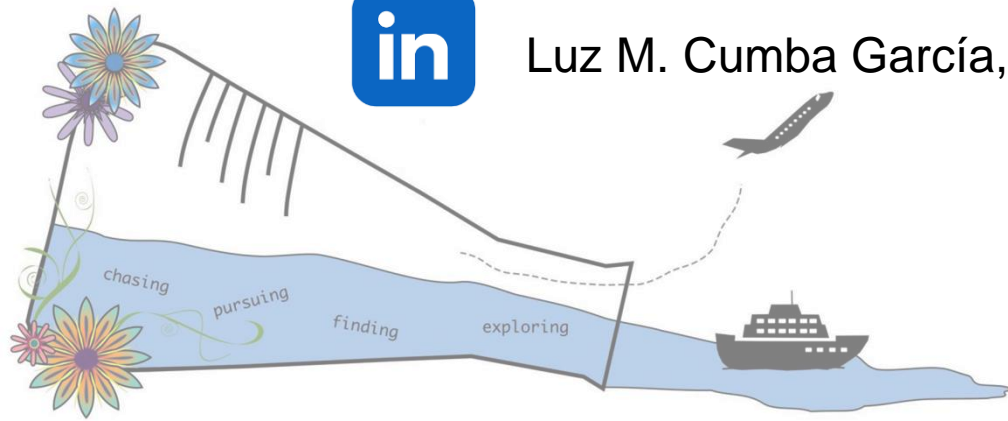 in
Luz M. Cumba García,
chasing
pursuing
finding
exploring